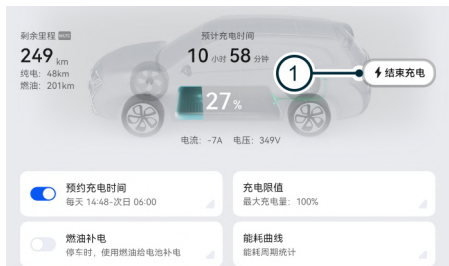 剩余里程 WLTC
249 km
纯电: 48km
燃油: 201km
预计充电时间
10 小时 58 分钟
1
结束充电
27%
电流: -7A 电压: 349V
预约充电时间
每天 14:48-次日 06:00
充电限值
最大充电量: 100%
燃油补电
停车时，使用燃油给电池补电
能耗曲线
能耗周期统计